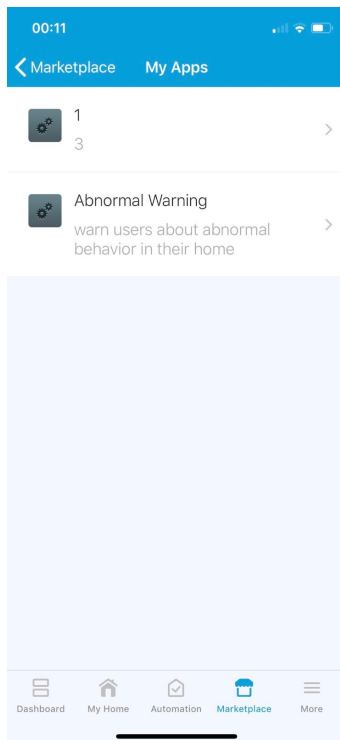 00:11
Marketplace My Apps
1
3
Abnormal Warning
warn users about abnormal
behavior in their home
Dashboard My Home Automation Marketplace More